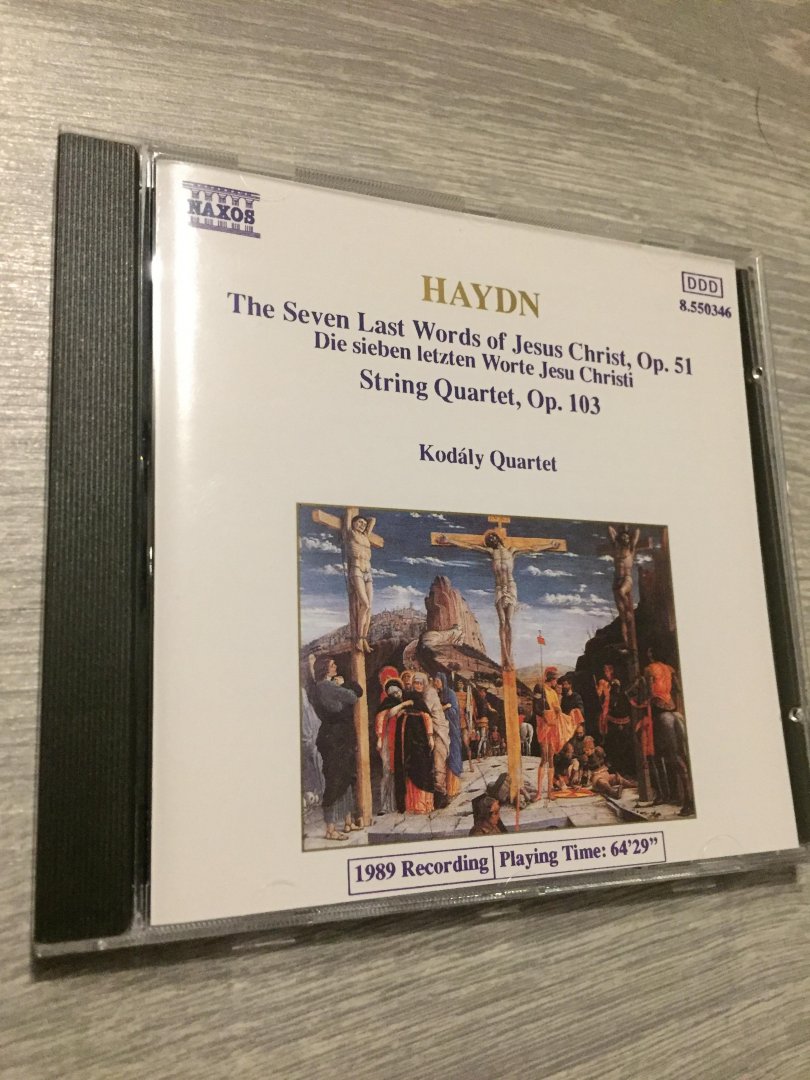 NAXOS
DDD
8.550346
HAYDN
The Seven Last Words of Jesus Christ, Op. 51
Die sieben letzten Worte Jesu Christi
String Quartet, Op. 103
Kodály Quartet
1989 Recording
Playing Time: 64'29”